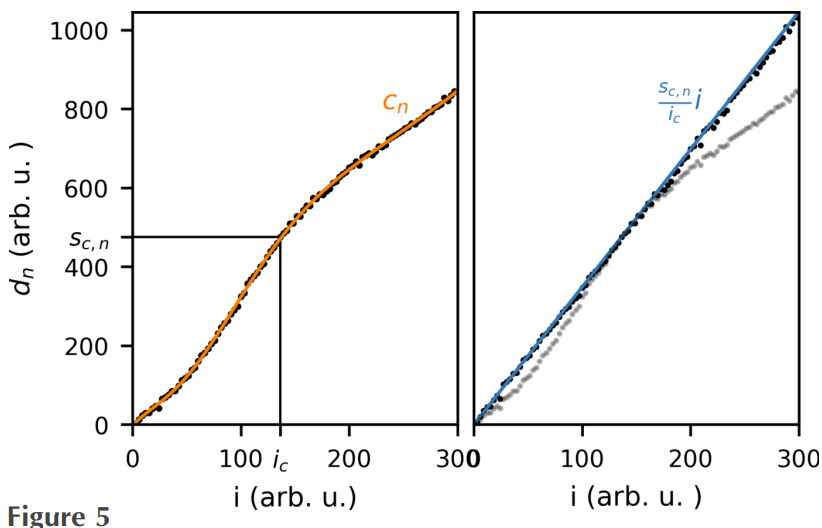 1000
800
600
s_{c,n}
400
200
0
d_n (arb. u. )
c_n
0 100 i_c 200 300
i (arb. u.)
\frac{s_{c,n}}{i_c} i
0 100 200 300
i (arb. u. )
Figure 5